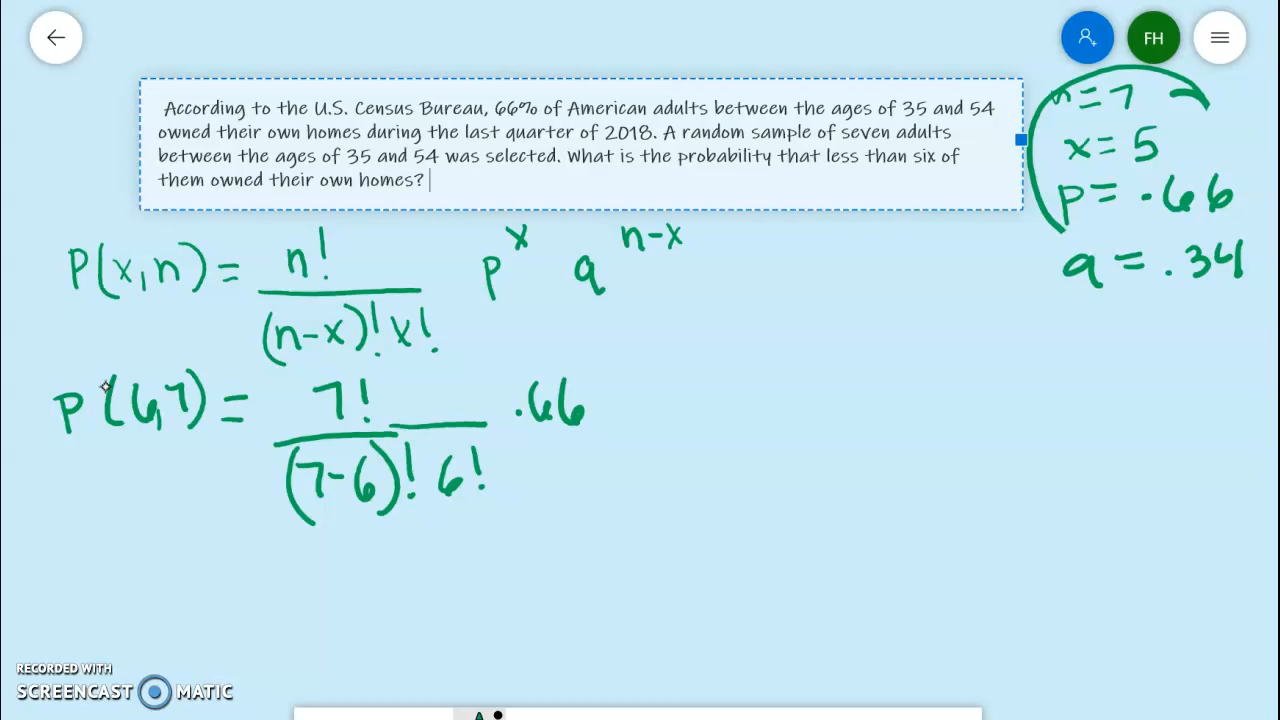 FH
According to the U.S. Census Bureau, 66% of American adults between the ages of 35 and 54
owned their own homes during the last quarter of 2018. A random sample of seven adults
between the ages of 35 and 54 was selected. What is the probability that less than six of
them owned their own homes?
n = 7
x = 5
p = .66
q = .34
P(x,n) = n! / (n-x)! x! p^x q^(n-x)
P(6,7) = 7! / (7-6)! 6! .66
RECORDED WITH
SCREENCAST MATIC